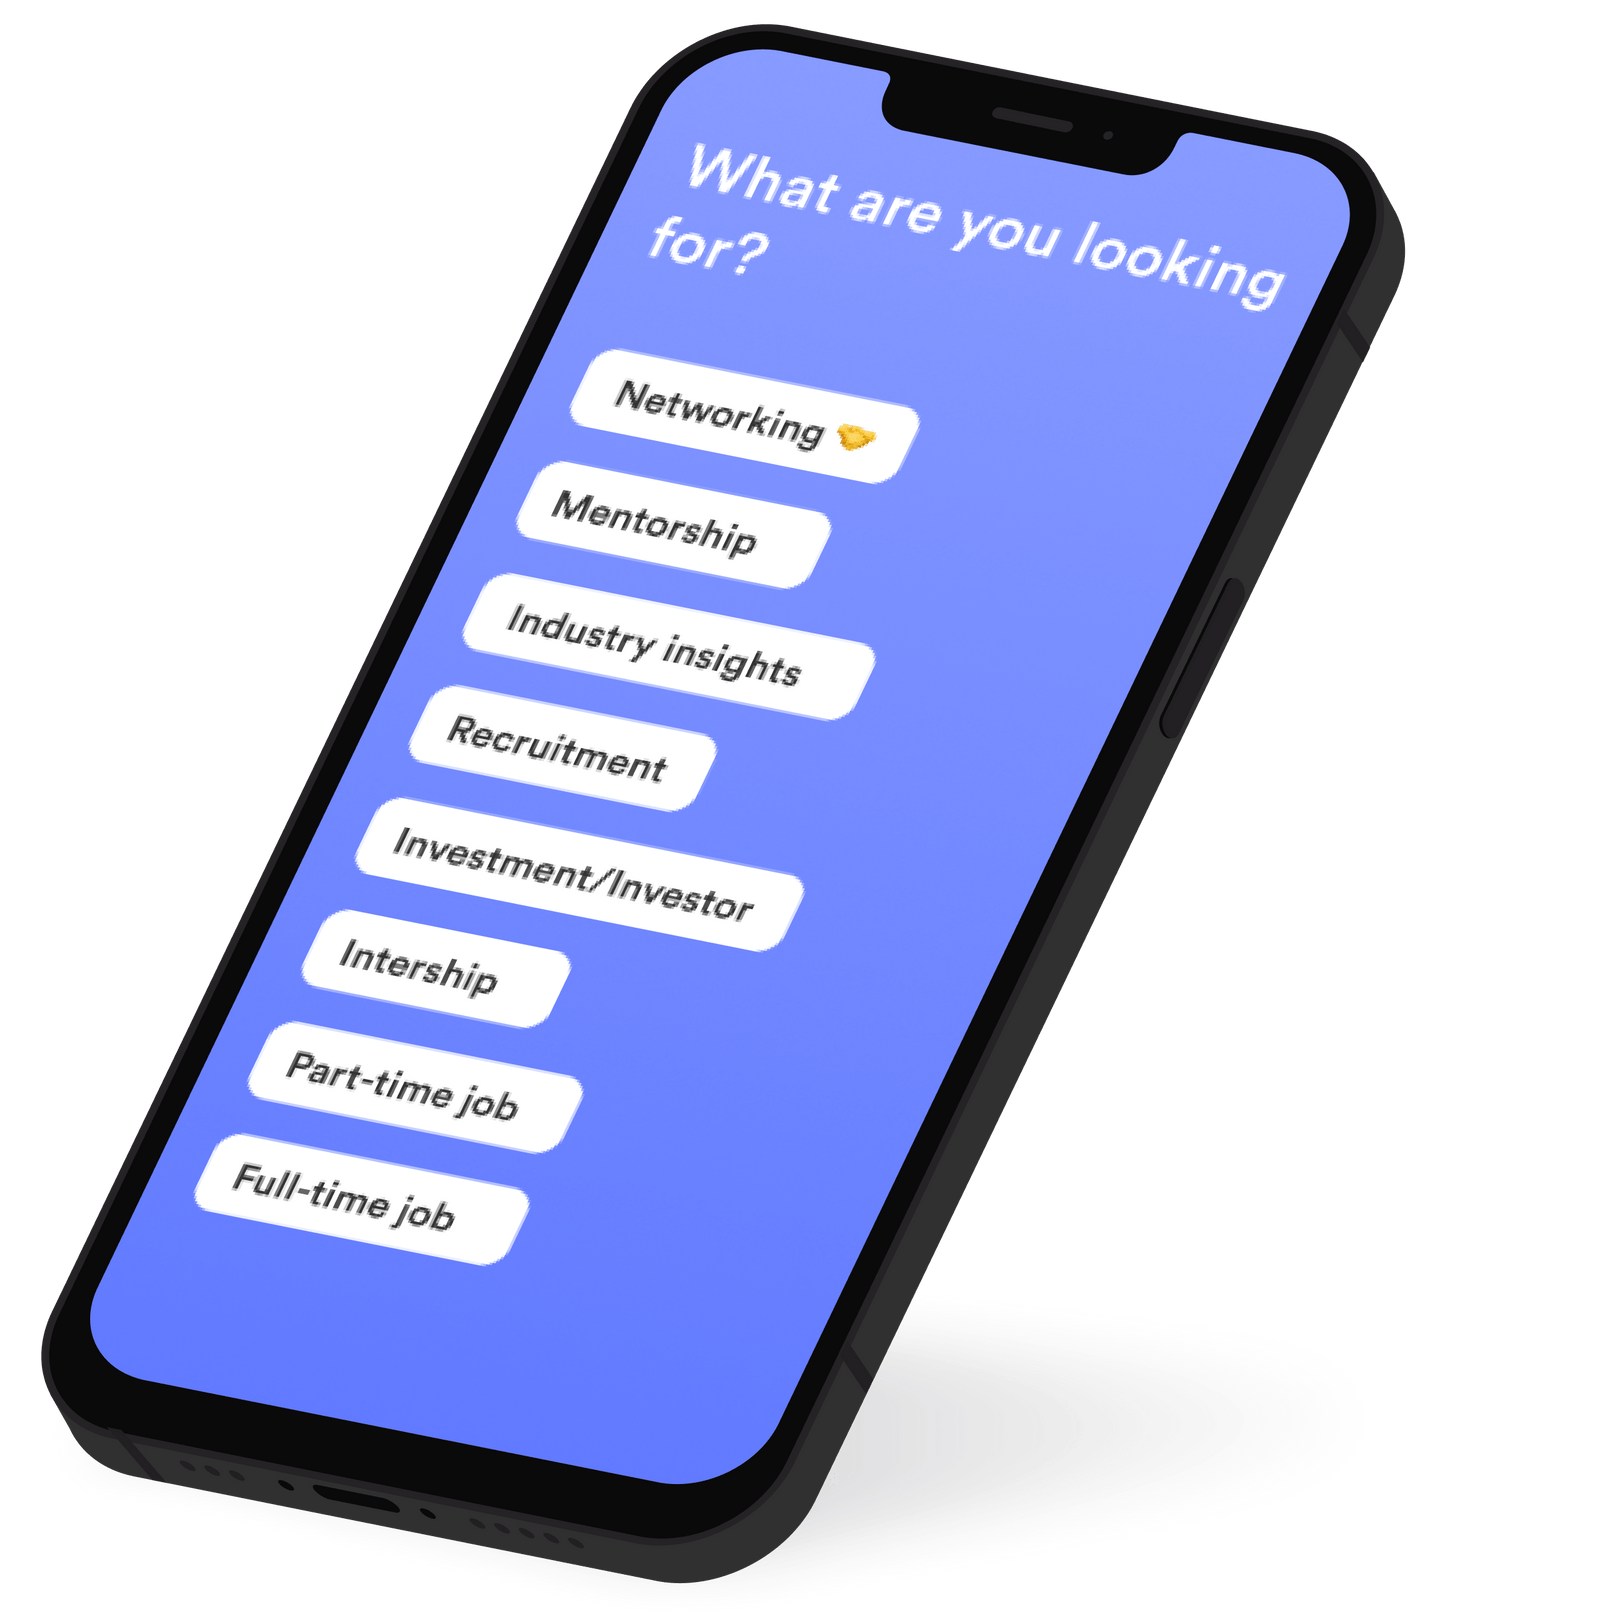 What are you looking
for?
Networking 🤝
Mentorship
Industry insights
Recruitment
Investment/Investor
Intership
Part-time job
Full-time job